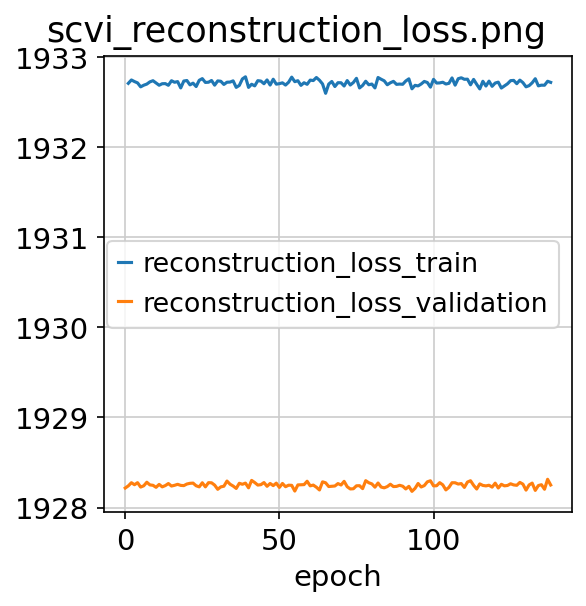 scvi_reconstruction_loss.png
1933
1932
1931
reconstruction_loss_train
reconstruction_loss_validation
1930
1929
1928
0 50 100
epoch